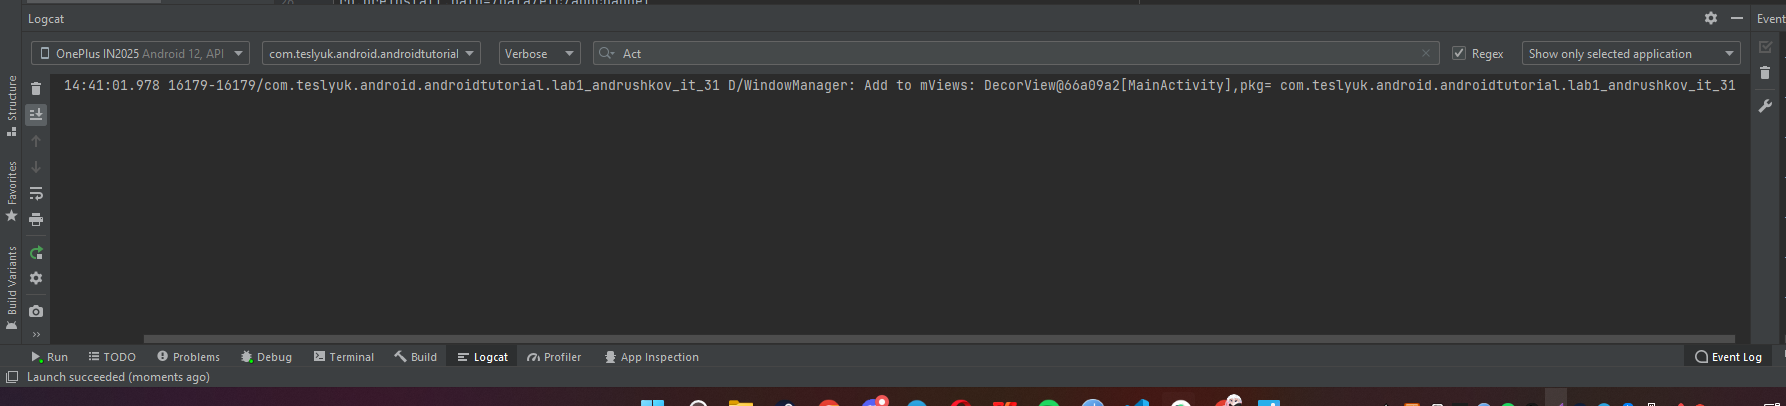 Logcat
Event
OnePlus IN2025 Android 12, API
com.teslyuk.android.androidtutorial
Verbose
Act
Regex
Show only selected application
14:41:01.978 16179-16179/com.teslyuk.android.androidtutorial.lab1_andrushkov_it_31 D/WindowManager: Add to mViews: DecorView@66a09a2[MainActivity],pkg= com.teslyuk.android.androidtutorial.lab1_andrushkov_it_31
Structure
Favorites
Build Variants
Run
TODO
Problems
Debug
Terminal
Build
Logcat
Profiler
App Inspection
Event Log
Launch succeeded (moments ago)